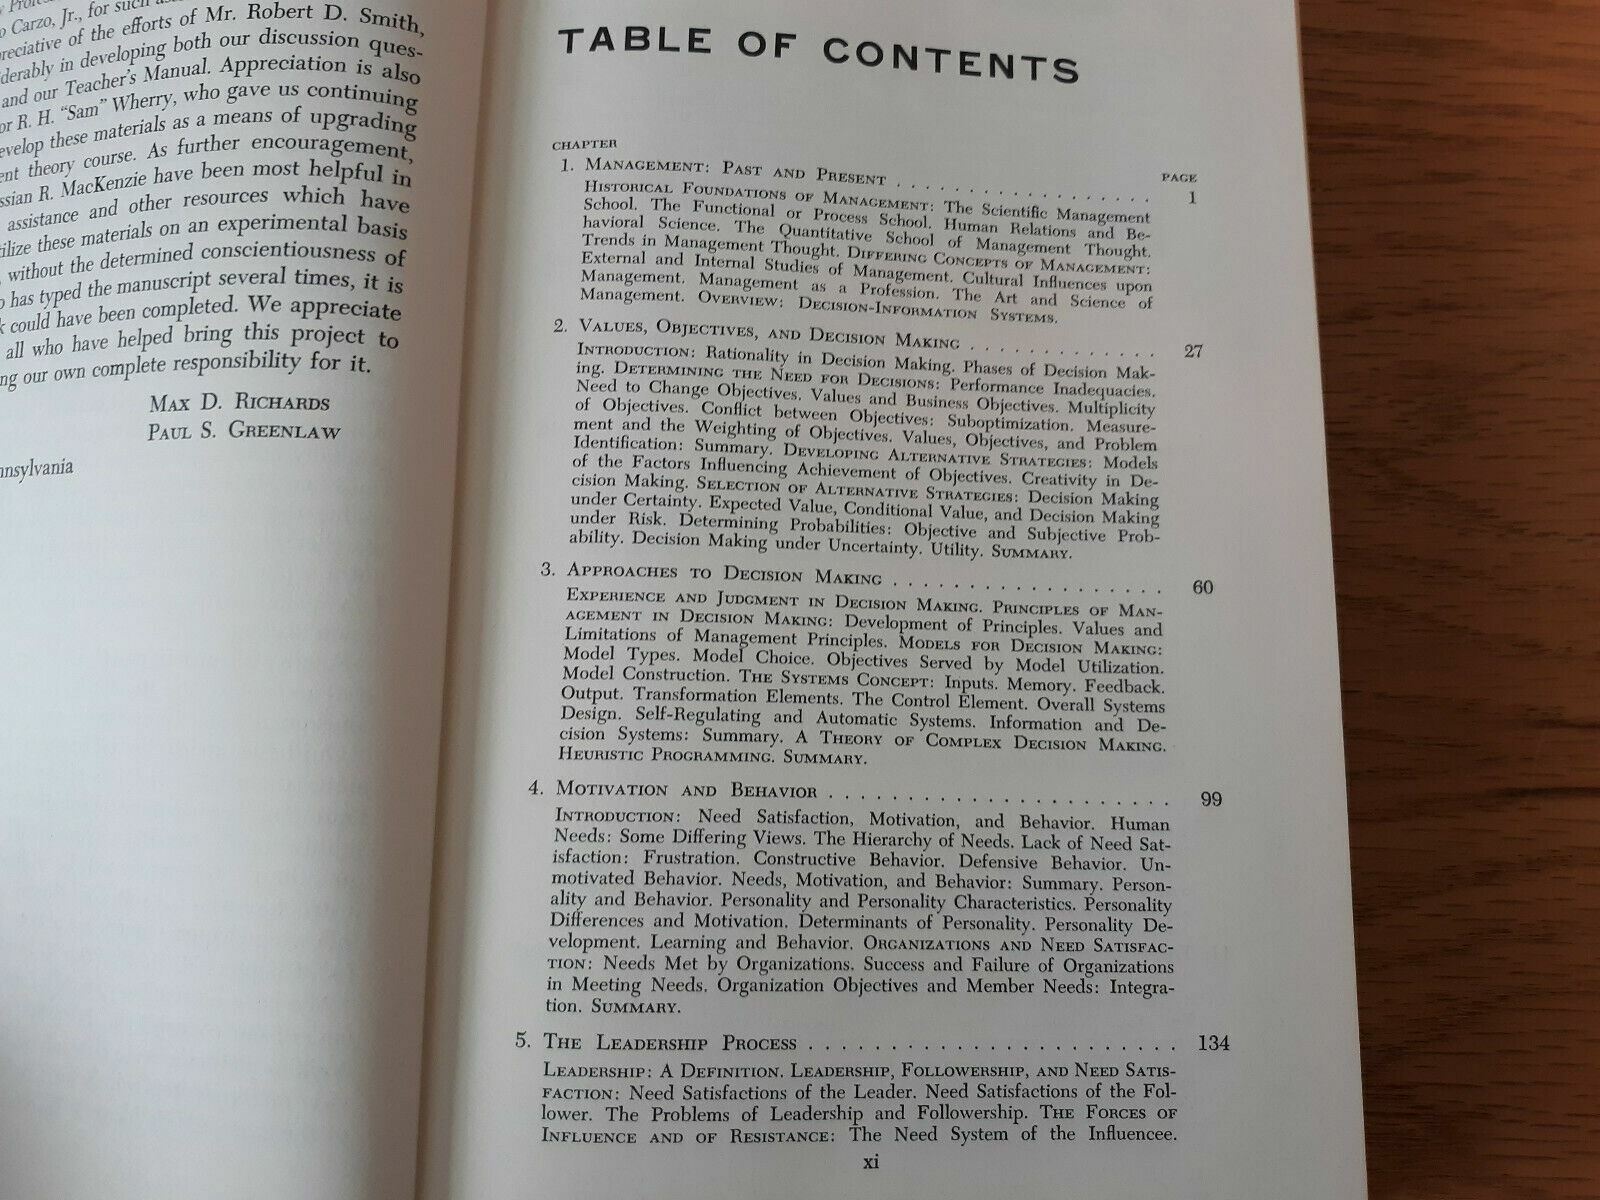 o Carzo, Jr., for such
reciative of the efforts of Mr. Robert D. Smith,
derably in developing both our discussion ques-
and our Teacher's Manual. Appreciation is also
or R. H. "Sam" Wherry, who gave us continuing
evelop these materials as a means of upgrading
ent theory course. As further encouragement,
ssian R. MacKenzie have been most helpful in
assistance and other resources which have
tilize these materials on an experimental basis
without the determined conscientiousness of
o has typed the manuscript several times, it is
k could have been completed. We appreciate
all who have helped bring this project to
ng our own complete responsibility for it.
Max D. Richards
Paul S. Greenlaw
nnsylvania
TABLE OF CONTENTS
CHAPTER
PAGE
1. Management: Past and Present . . . . . . . . . . . . . . . . 1
Historical Foundations of Management: The Scientific Management
School. The Functional or Process School. Human Relations and Be-
havioral Science. The Quantitative School of Management Thought.
Trends in Management Thought. Differing Concepts of Management:
External and Internal Studies of Management. Cultural Influences upon
Management. Management as a Profession. The Art and Science of
Management. Overview: Decision-Information Systems.
2. Values, Objectives, and Decision Making . . . . . . . . . . . . 27
Introduction: Rationality in Decision Making. Phases of Decision Mak-
ing. Determining the Need for Decisions: Performance Inadequacies.
Need to Change Objectives. Values and Business Objectives. Multiplicity
of Objectives. Conflict between Objectives: Suboptimization. Measure-
ment and the Weighting of Objectives. Values, Objectives, and Problem
Identification: Summary. Developing Alternative Strategies: Models
of the Factors Influencing Achievement of Objectives. Creativity in De-
cision Making. Selection of Alternative Strategies: Decision Making
under Certainty. Expected Value, Conditional Value, and Decision Making
under Risk. Determining Probabilities: Objective and Subjective Prob-
ability. Decision Making under Uncertainty. Utility. Summary.
3. Approaches to Decision Making . . . . . . . . . . . . . . . . . 60
Experience and Judgment in Decision Making. Principles of Man-
agement in Decision Making: Development of Principles. Values and
Limitations of Management Principles. Models for Decision Making:
Model Types. Model Choice. Objectives Served by Model Utilization.
Model Construction. The Systems Concept: Inputs. Memory. Feedback.
Output. Transformation Elements. The Control Element. Overall Systems
Design. Self-Regulating and Automatic Systems. Information and De-
cision Systems: Summary. A Theory of Complex Decision Making.
Heuristic Programming. Summary.
4. Motivation and Behavior . . . . . . . . . . . . . . . . . . . . . . 99
Introduction: Need Satisfaction, Motivation, and Behavior. Human
Needs: Some Differing Views. The Hierarchy of Needs. Lack of Need Sat-
isfaction: Frustration. Constructive Behavior. Defensive Behavior. Un-
motivated Behavior. Needs, Motivation, and Behavior: Summary. Person-
ality and Behavior. Personality and Personality Characteristics. Personality
Differences and Motivation. Determinants of Personality. Personality De-
velopment. Learning and Behavior. Organizations and Need Satisfac-
tion: Needs Met by Organizations. Success and Failure of Organizations
in Meeting Needs. Organization Objectives and Member Needs: Integra-
tion. Summary.
5. The Leadership Process . . . . . . . . . . . . . . . . . . . . . . . 134
Leadership: A Definition. Leadership, Followership, and Need Satis-
faction: Need Satisfactions of the Leader. Need Satisfactions of the Fol-
lower. The Problems of Leadership and Followership. The Forces of
Influence and of Resistance: The Need System of the Influencee.
xi